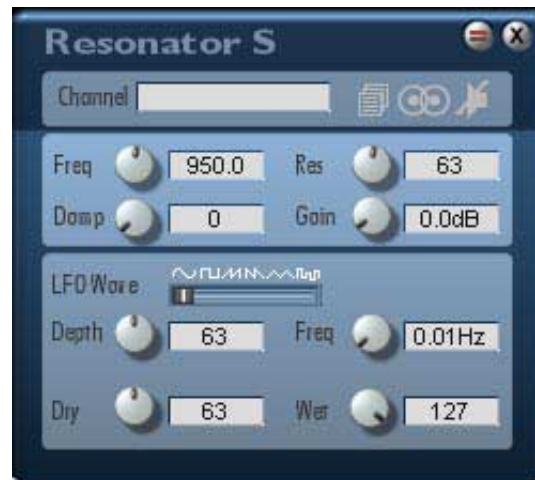 Resonator S
Channel
Freq 950.0 Res 63
Damp 0 Gain 0.0dB
LFO Wave
Depth 63 Freq 0.01Hz
Dry 63 Wet 127